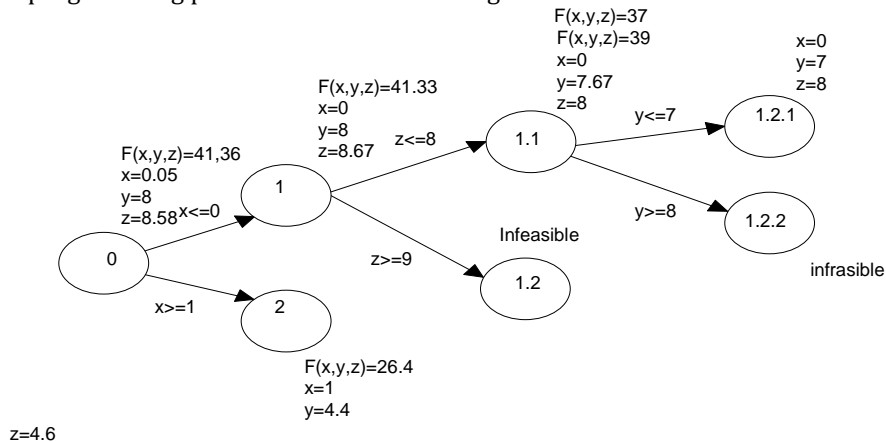 F(x,y,z)=37
F(x,y,z)=39
x=0
y=7.67
z=8
x=0
y=7
z=8
F(x,y,z)=41.33
x=0
y=8
z=8.67
z<=8
1.1
y<=7
1.2.1
F(x,y,z)=41,36
x=0.05
y=8
z=8.58
x<=0
1
y>=8
1.2.2
0
z>=9
Infeasible
1.2
infrasible
x>=1
2
F(x,y,z)=26.4
x=1
y=4.4
z=4.6